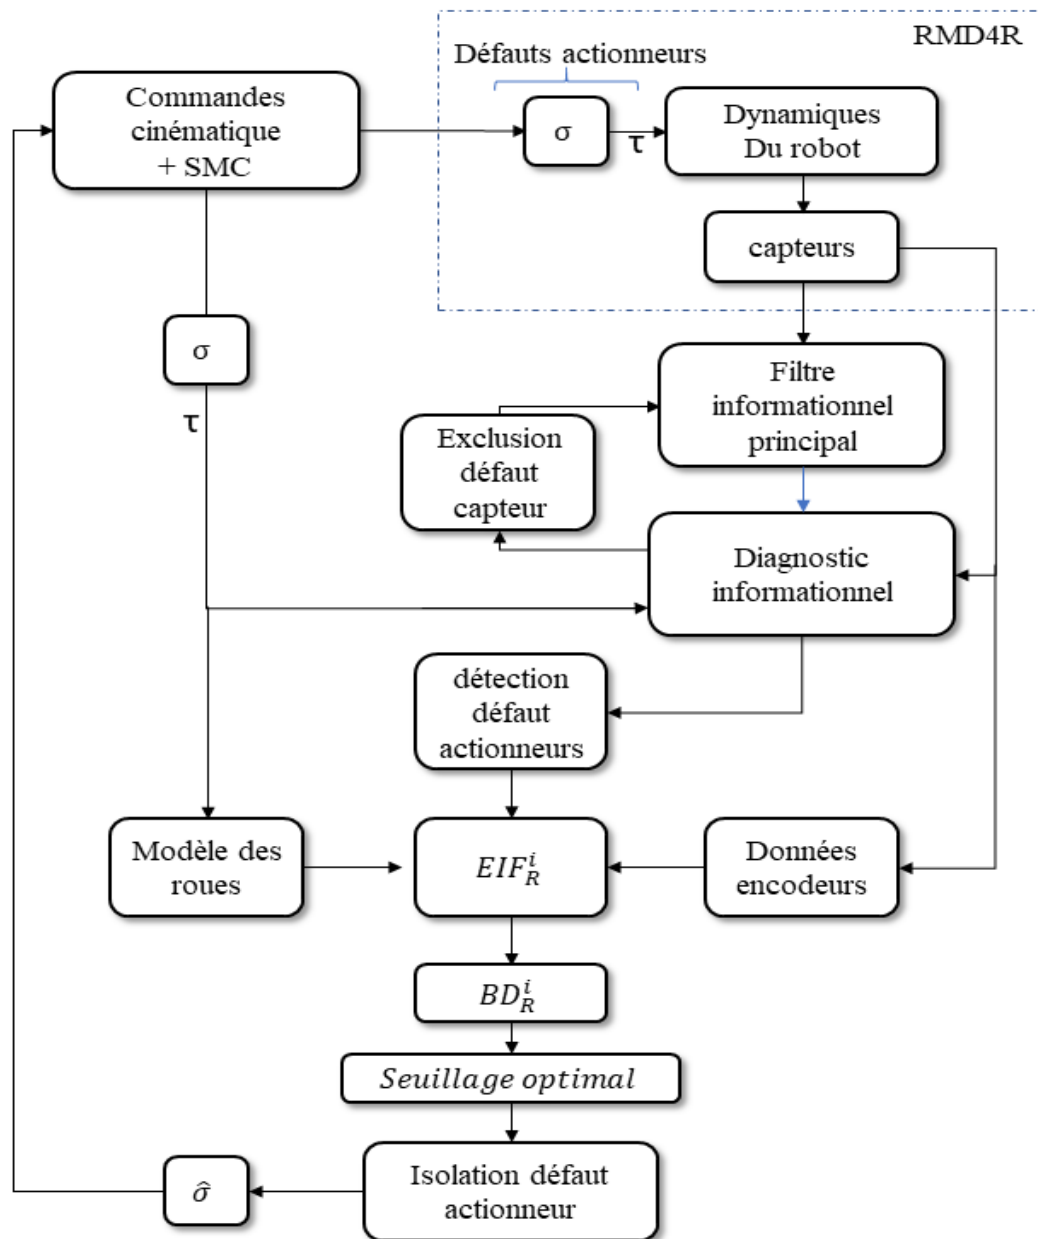 RMD4R
Défauts actionneurs
Commandes
cinématique
+ SMC
σ
τ
Dynamiques
Du robot
capteurs
σ
τ
Filtre
informationnel
principal
Exclusion
défaut
capteur
Diagnostic
informationnel
détection
défaut
actionneurs
Modèle des
roues
EIF_R^i
Données
encodeurs
BD_R^i
Seuillage optimal
Isolation défaut
actionneur
σ̂